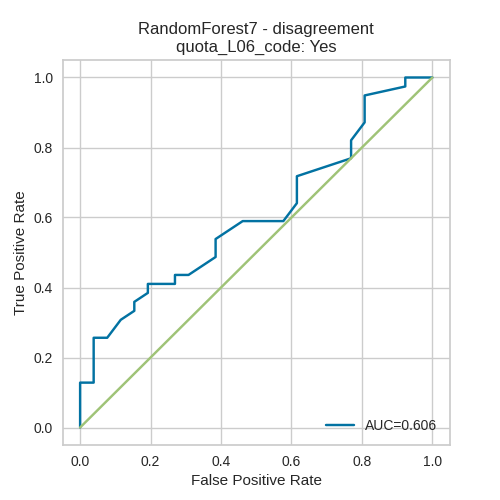 RandomForest7 - disagreement
quota_L06_code: Yes
True Positive Rate
1.0
0.8
0.6
0.4
0.2
0.0
AUC=0.606
0.0 0.2 0.4 0.6 0.8 1.0
False Positive Rate